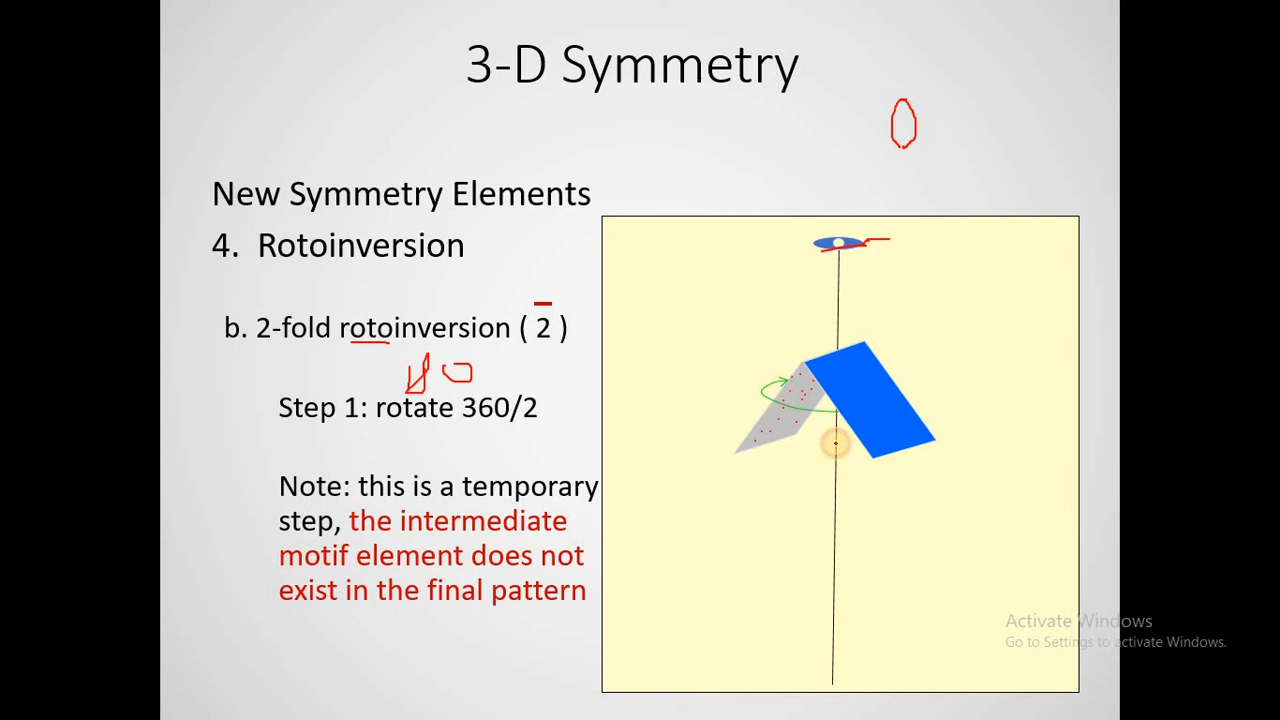 3-D Symmetry
New Symmetry Elements
4. Rotoinversion
b. 2-fold rotoinversion ( 2̅ )
Step 1: rotate 360/2
Note: this is a temporary
step, the intermediate
motif element does not
exist in the final pattern
Activate Windows
Go to Settings to activate Windows.